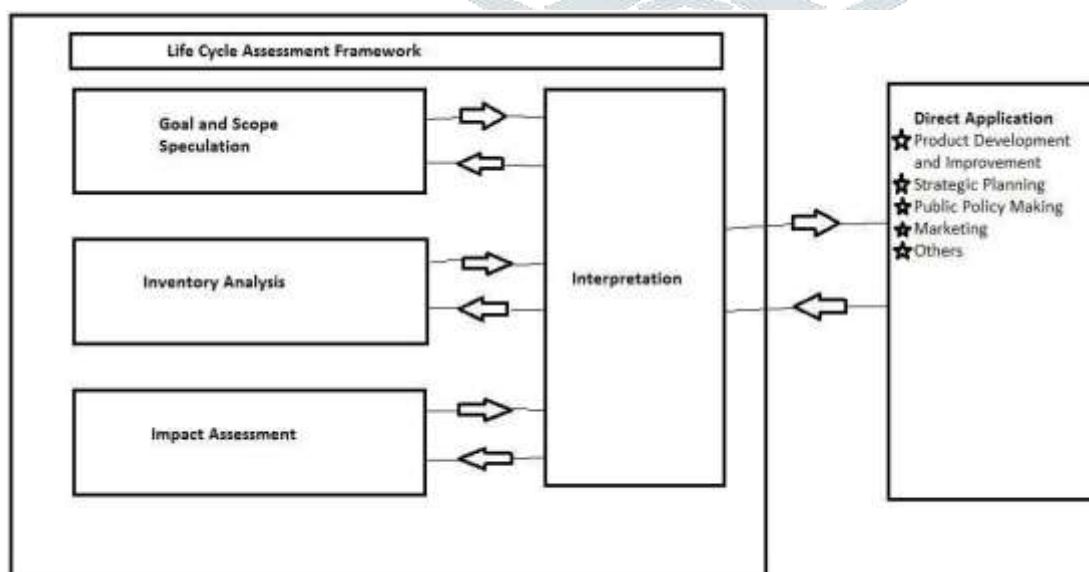 Life Cycle Assessment Framework
Goal and Scope
Speculation
Inventory Analysis
Impact Assessment
Interpretation
Direct Application
Product Development
and Improvement
Strategic Planning
Public Policy Making
Marketing
Others